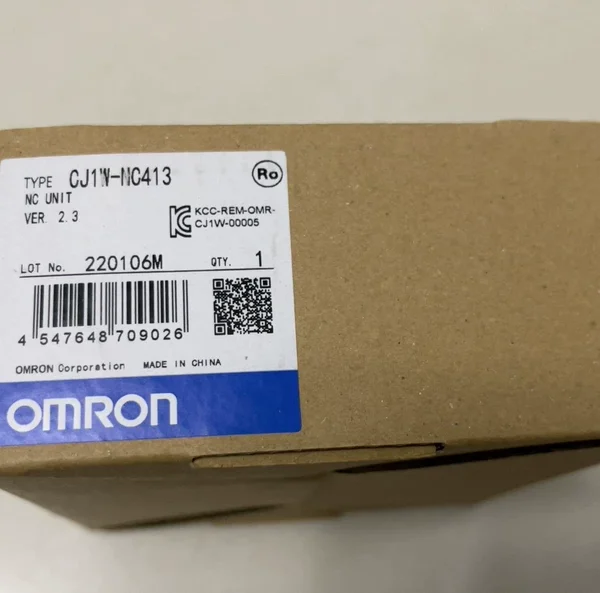 TYPE CJ1W-NC413
Ro
NC UNIT
VER. 2.3
KCC-REM-OMR-
CJ1W-00005
LOT No. 220106M QTY. 1
4 547648 709026
OMRON Corporation MADE IN CHINA
OMRON